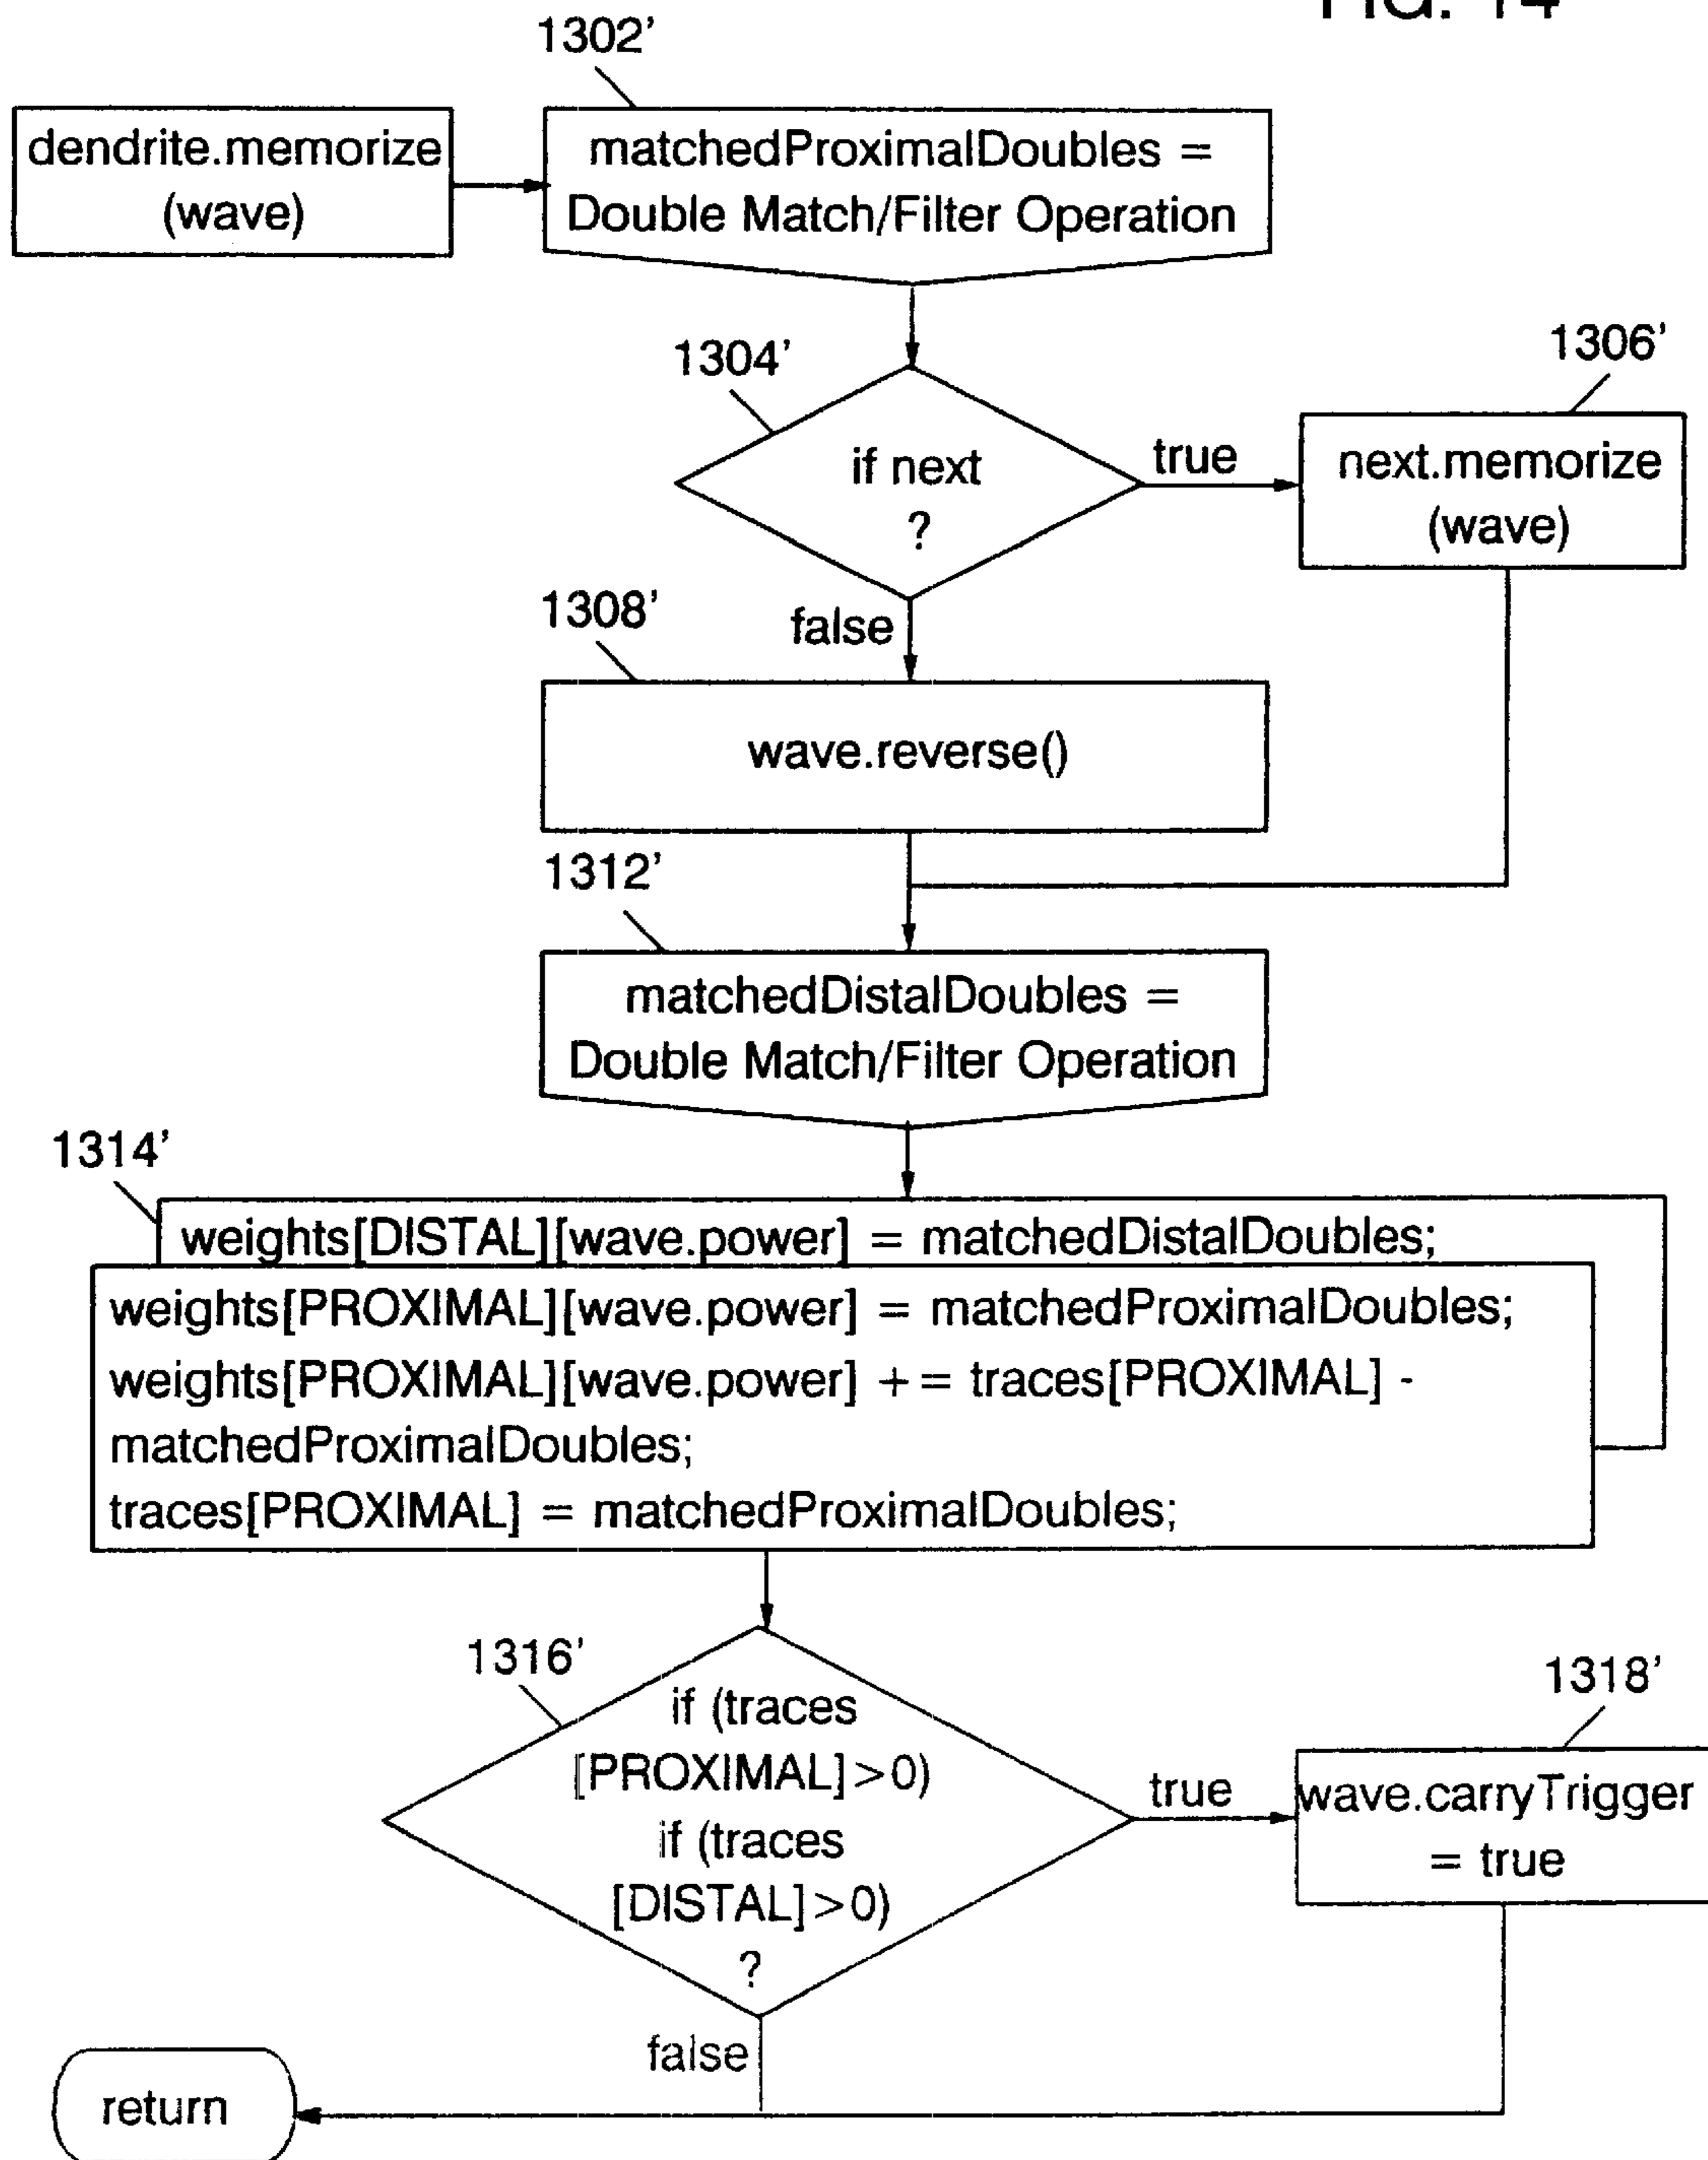 FIG. 14
1302'
dendrite.memorize
(wave)
matchedProximalDoubles =
Double Match/Filter Operation
1304'
if next
?
true
1306'
next.memorize
(wave)
false
1308'
wave.reverse()
1312'
matchedDistalDoubles =
Double Match/Filter Operation
1314'
weights[DISTAL][wave.power] = matchedDistalDoubles;
weights[PROXIMAL][wave.power] = matchedProximalDoubles;
weights[PROXIMAL][wave.power] += traces[PROXIMAL] -
matchedProximalDoubles;
traces[PROXIMAL] = matchedProximalDoubles;
1316'
if (traces
[PROXIMAL]>0)
if (traces
[DISTAL]>0)
?
true
1318'
wave.carryTrigger
= true
false
return